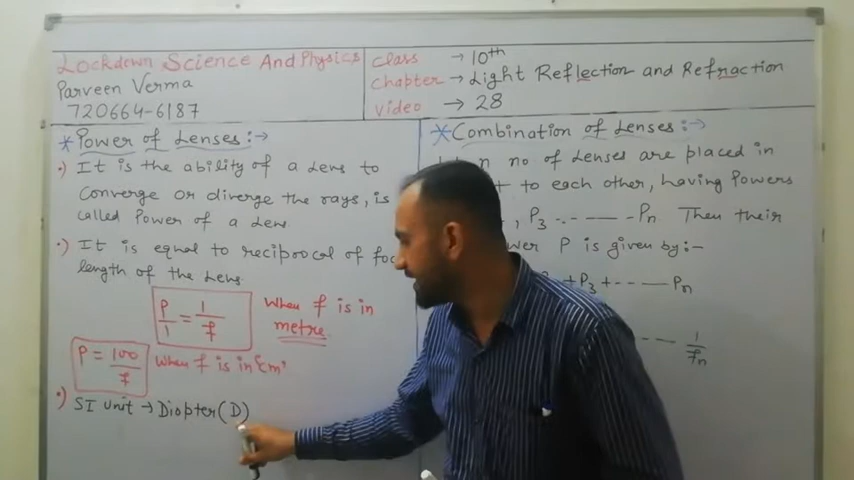 Lockdown Science And Physics
Parveen Verma
720664-6187
Class → 10th
Chapter → Light Reflection and Refraction
Video → 28
* Power of Lenses:→
•) It is the ability of a Lens to
Converge or diverge the rays, is
called Power of a Lens.
•) It is equal to reciprocal of foc
length of the Lens.
P/1 = 1/f When f is in
metre
P = 100/f When f is in 'cm'
•) SI Unit → Diopter (D)
* Combination of Lenses:→
n no of Lenses are placed in
to each other, having Powers
, P3 ----- Pn. Then their
P is given by:-
+P3 + ----- Pn
--- 1/fn